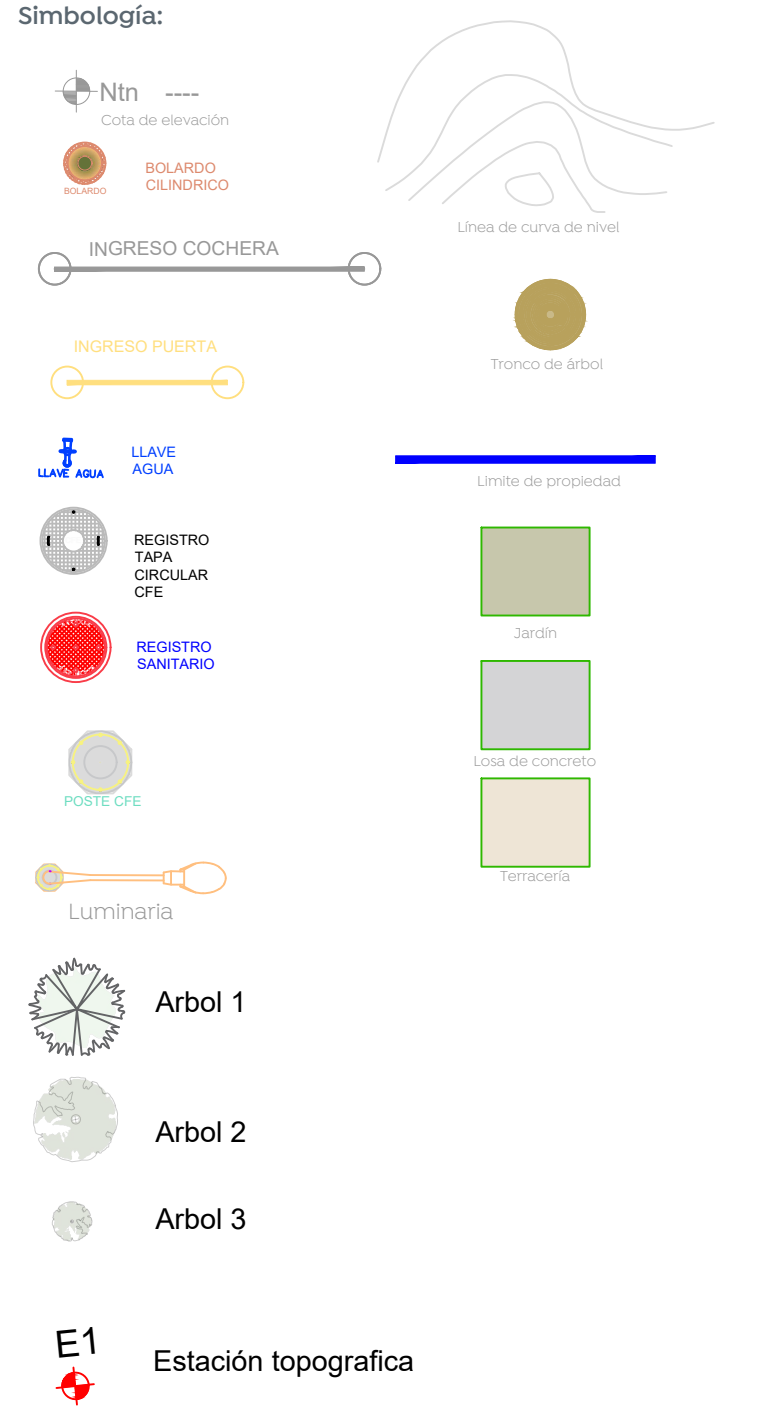 Simbología:
Ntn ----
Cota de elevación
BOLARDO
BOLARDO
CILINDRICO
INGRESO COCHERA
INGRESO PUERTA
LLAVE AGUA
LLAVE
AGUA
REGISTRO
TAPA
CIRCULAR
CFE
REGISTRO
SANITARIO
POSTE CFE
Luminaria
Arbol 1
Arbol 2
Arbol 3
E1
Estación topografica
Línea de curva de nivel
Tronco de árbol
Limite de propiedad
Jardín
Losa de concreto
Terracería